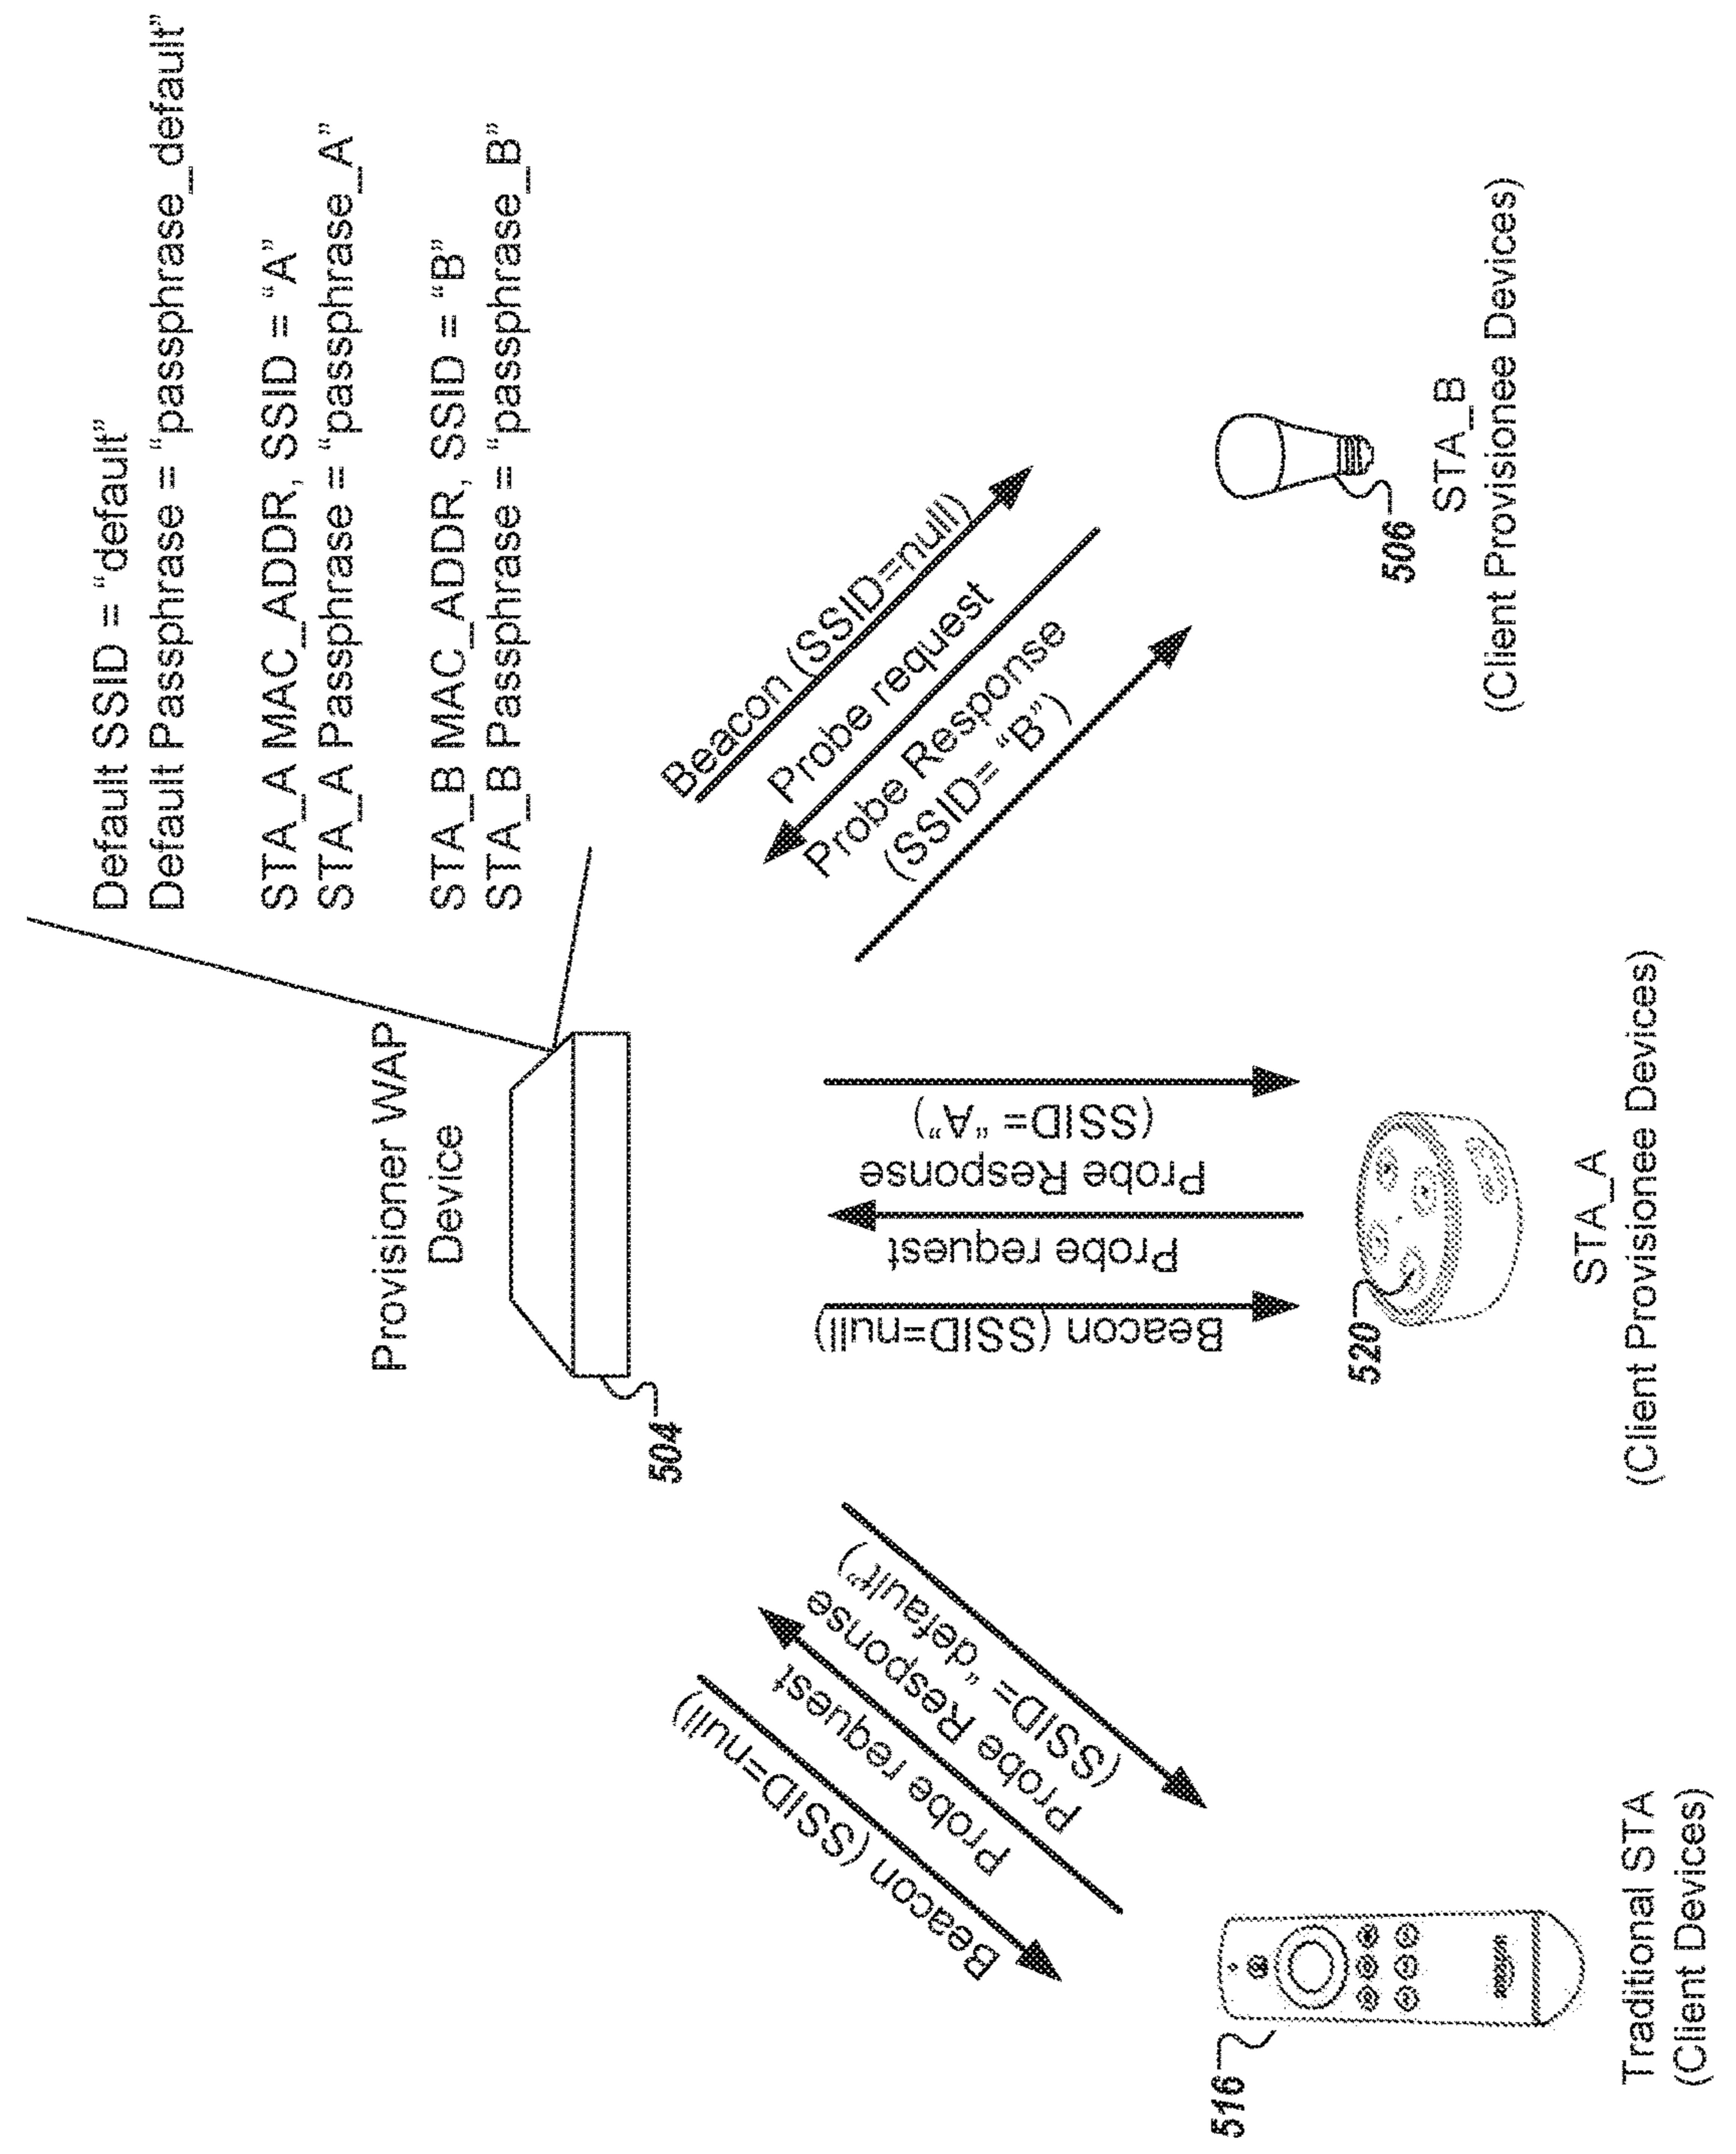 Default SSID = “default”
Default Passphrase = “passphrase_default”
STA_A MAC_ADDR, SSID = “A”
STA_A Passphrase = “passphrase_A”
STA_B MAC_ADDR, SSID = “B”
STA_B Passphrase = “passphrase_B”
Provisioner WAP
Device
504
Beacon (SSID=null)
Probe request
Probe Response
(SSID= “default”)
Beacon (SSID=null)
Probe request
Probe Response
(SSID= “A”)
Beacon (SSID=null)
Probe request
Probe Response
(SSID= “B”)
516
Traditional STA
(Client Devices)
520
STA_A
(Client Provisionee Devices)
506
STA_B
(Client Provisionee Devices)